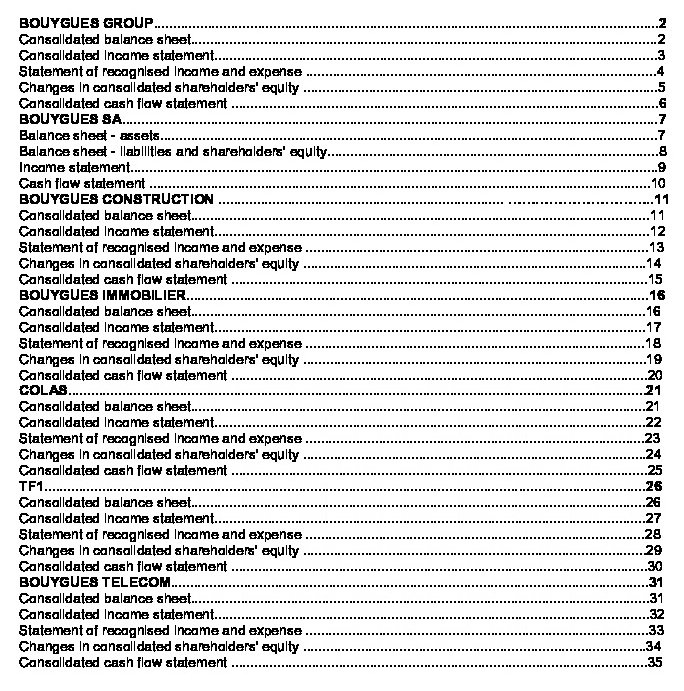 BOUYGUES GROUP.....2
Consolidated balance sheet.....2
Consolidated income statement.....3
Statement of recognised income and expense .....4
Changes in consolidated shareholders' equity .....5
Consolidated cash flow statement .....6
BOUYGUES SA.....7
Balance sheet - assets.....7
Balance sheet - liabilities and shareholders' equity.....8
Income statement.....9
Cash flow statement .....10
BOUYGUES CONSTRUCTION .....11
Consolidated balance sheet.....11
Consolidated income statement.....12
Statement of recognised income and expense .....13
Changes in consolidated shareholders' equity .....14
Consolidated cash flow statement .....15
BOUYGUES IMMOBILIER.....16
Consolidated balance sheet.....16
Consolidated income statement.....17
Statement of recognised income and expense .....18
Changes in consolidated shareholders' equity .....19
Consolidated cash flow statement .....20
COLAS.....21
Consolidated balance sheet.....21
Consolidated income statement.....22
Statement of recognised income and expense .....23
Changes in consolidated shareholders' equity .....24
Consolidated cash flow statement .....25
TF1.....26
Consolidated balance sheet.....26
Consolidated income statement.....27
Statement of recognised income and expense .....28
Changes in consolidated shareholders' equity .....29
Consolidated cash flow statement .....30
BOUYGUES TELECOM.....31
Consolidated balance sheet.....31
Consolidated income statement.....32
Statement of recognised income and expense .....33
Changes in consolidated shareholders' equity .....34
Consolidated cash flow statement .....35